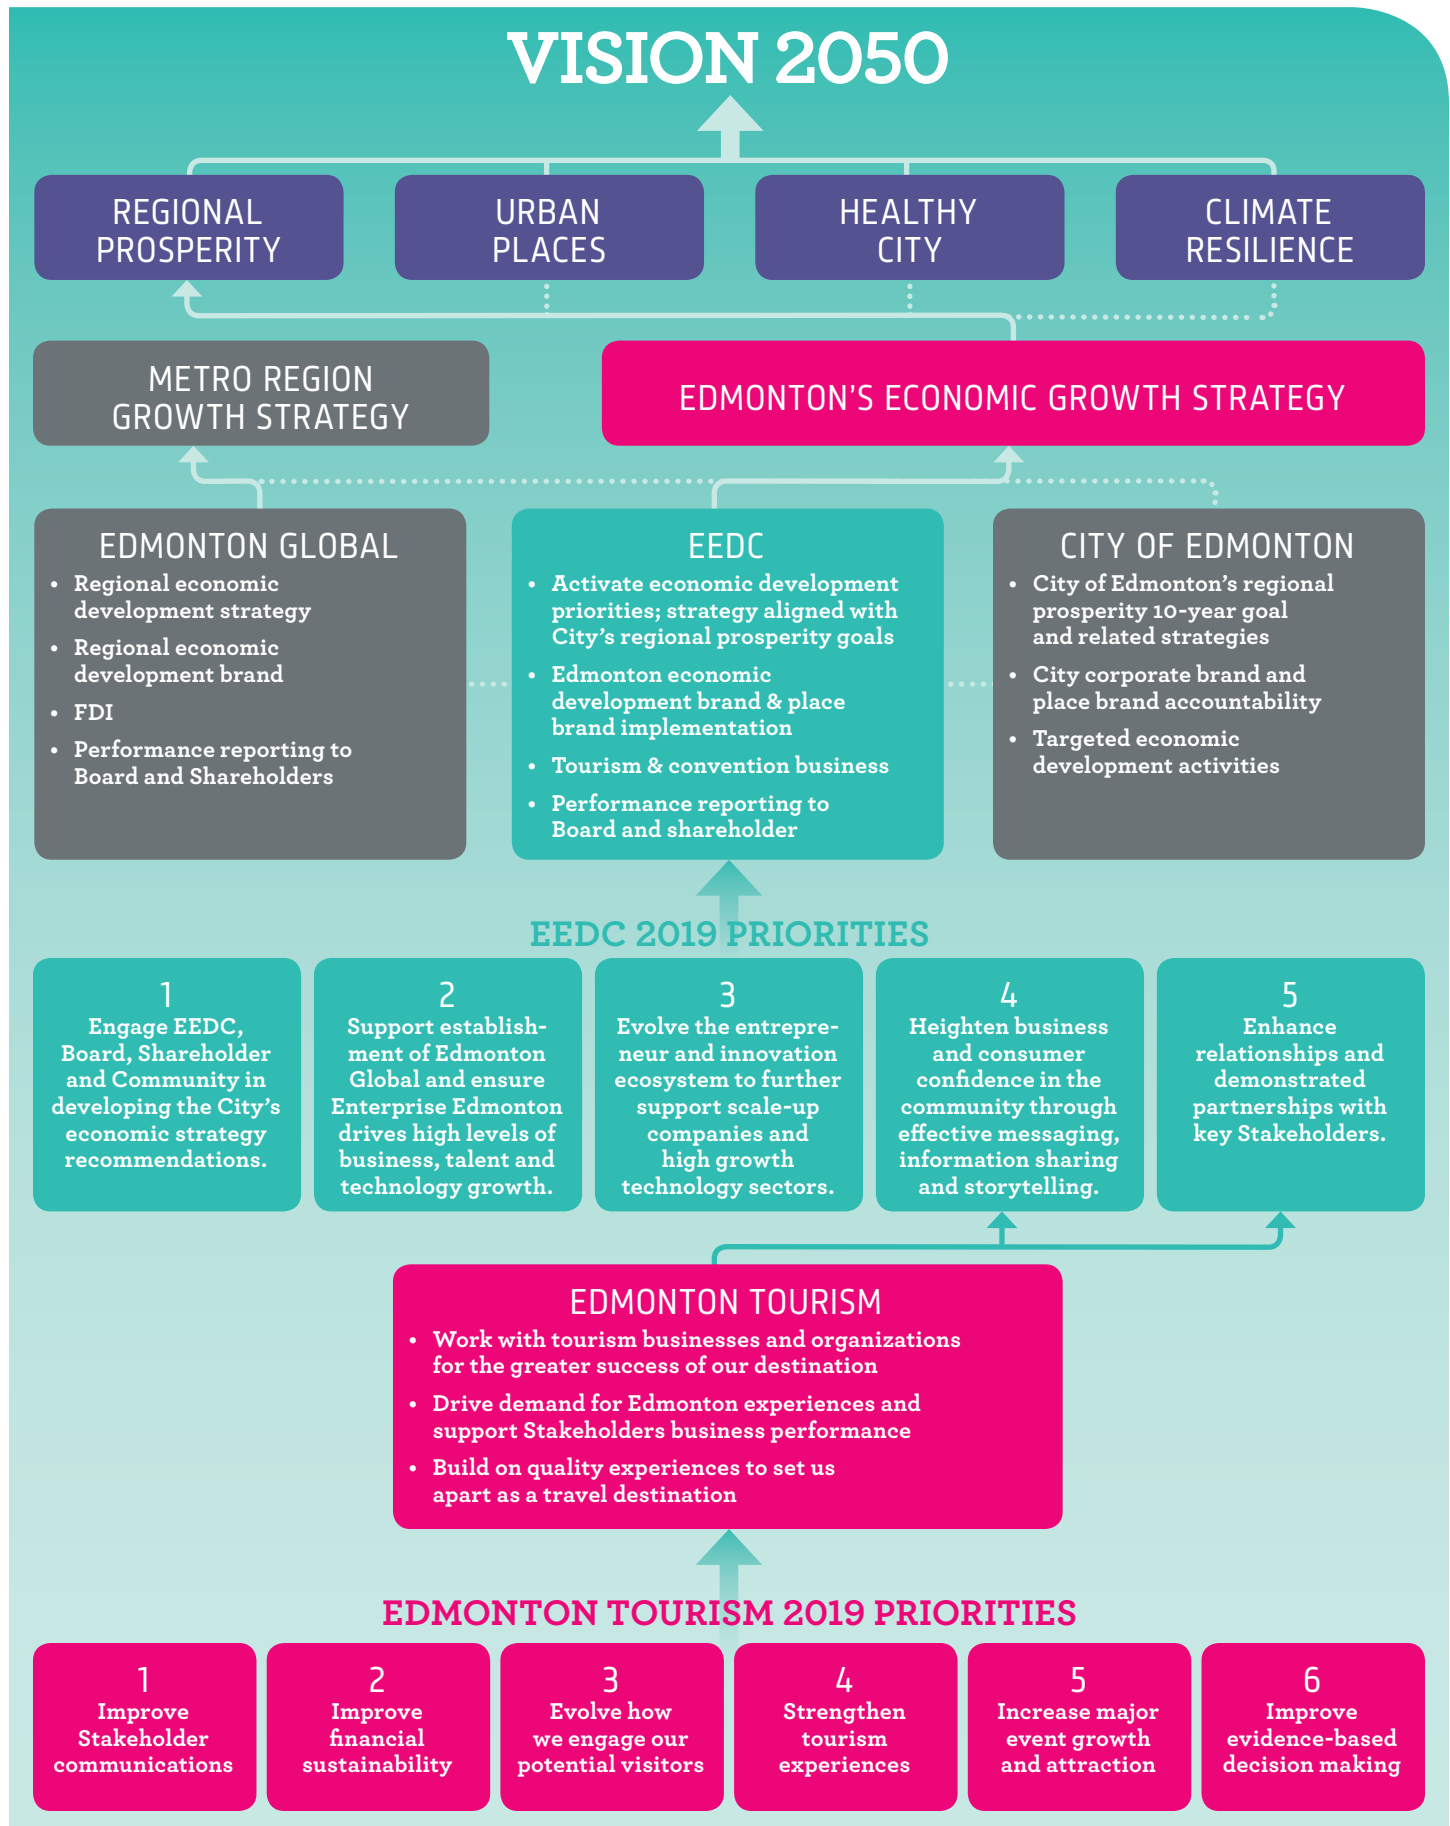 VISION 2050
REGIONAL
PROSPERITY
URBAN
PLACES
HEALTHY
CITY
CLIMATE
RESILIENCE
METRO REGION
GROWTH STRATEGY
EDMONTON'S ECONOMIC GROWTH STRATEGY
EDMONTON GLOBAL
• Regional economic
development strategy
• Regional economic
development brand
• FDI
• Performance reporting to
Board and Shareholders
EEDC
• Activate economic development
priorities; strategy aligned with
City's regional prosperity goals
• Edmonton economic
development brand & place
brand implementation
• Tourism & convention business
• Performance reporting to
Board and shareholder
CITY OF EDMONTON
• City of Edmonton's regional
prosperity 10-year goal
and related strategies
• City corporate brand and
place brand accountability
• Targeted economic
development activities
EEDC 2019 PRIORITIES
1
Engage EEDC,
Board, Shareholder
and Community in
developing the City's
economic strategy
recommendations.
2
Support establish-
ment of Edmonton
Global and ensure
Enterprise Edmonton
drives high levels of
business, talent and
technology growth.
3
Evolve the entrepre-
neur and innovation
ecosystem to further
support scale-up
companies and
high growth
technology sectors.
4
Heighten business
and consumer
confidence in the
community through
effective messaging,
information sharing
and storytelling.
5
Enhance
relationships and
demonstrated
partnerships with
key Stakeholders.
EDMONTON TOURISM
• Work with tourism businesses and organizations
for the greater success of our destination
• Drive demand for Edmonton experiences and
support Stakeholders business performance
• Build on quality experiences to set us
apart as a travel destination
EDMONTON TOURISM 2019 PRIORITIES
1
Improve
Stakeholder
communications
2
Improve
financial
sustainability
3
Evolve how
we engage our
potential visitors
4
Strengthen
tourism
experiences
5
Increase major
event growth
and attraction
6
Improve
evidence-based
decision making